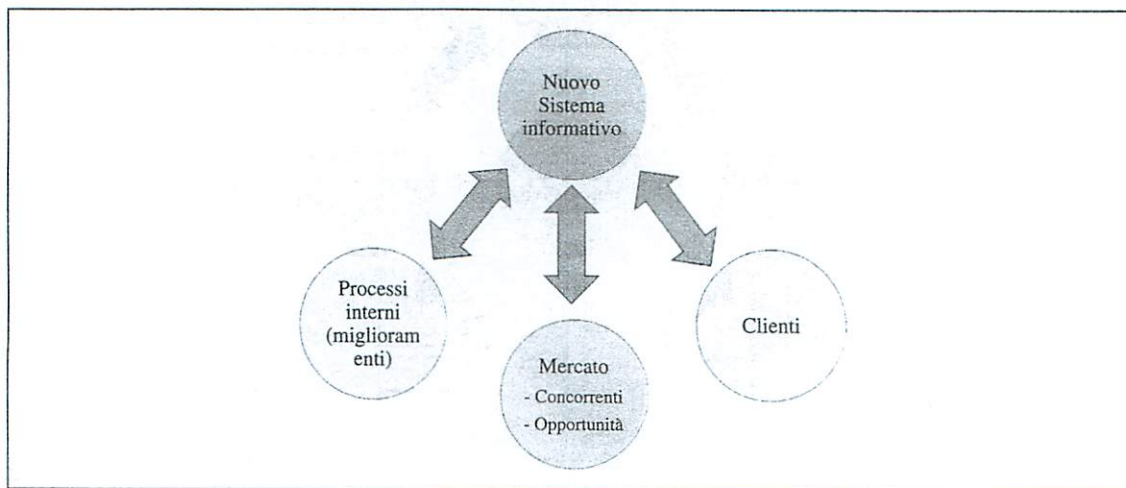 Nuovo
Sistema
informativo
Processi
interni
(miglioram
enti)
Mercato
- Concorrenti
- Opportunità
Clienti